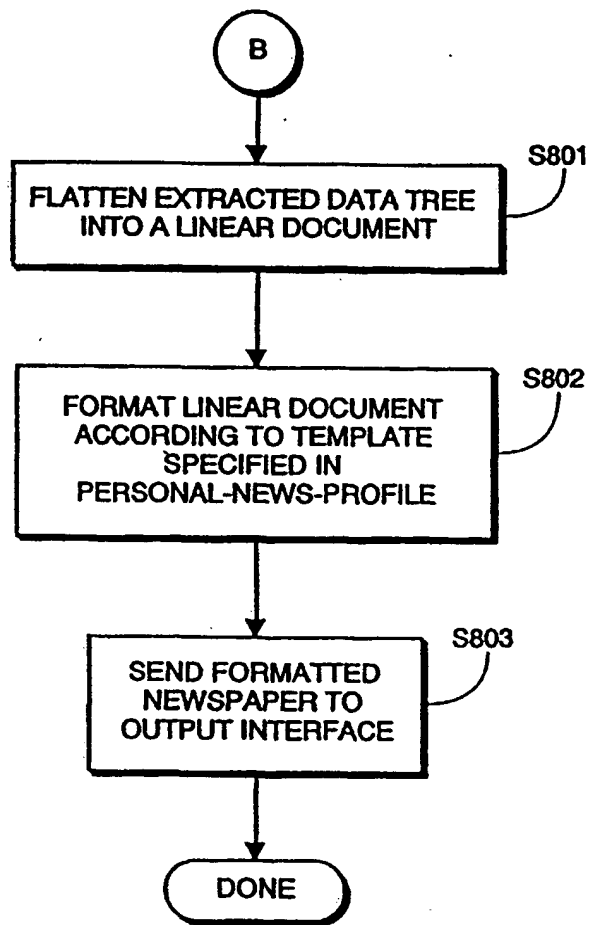 B
S801
FLATTEN EXTRACTED DATA TREE
INTO A LINEAR DOCUMENT
S802
FORMAT LINEAR DOCUMENT
ACCORDING TO TEMPLATE
SPECIFIED IN
PERSONAL-NEWS-PROFILE
S803
SEND FORMATTED
NEWSPAPER TO
OUTPUT INTERFACE
DONE